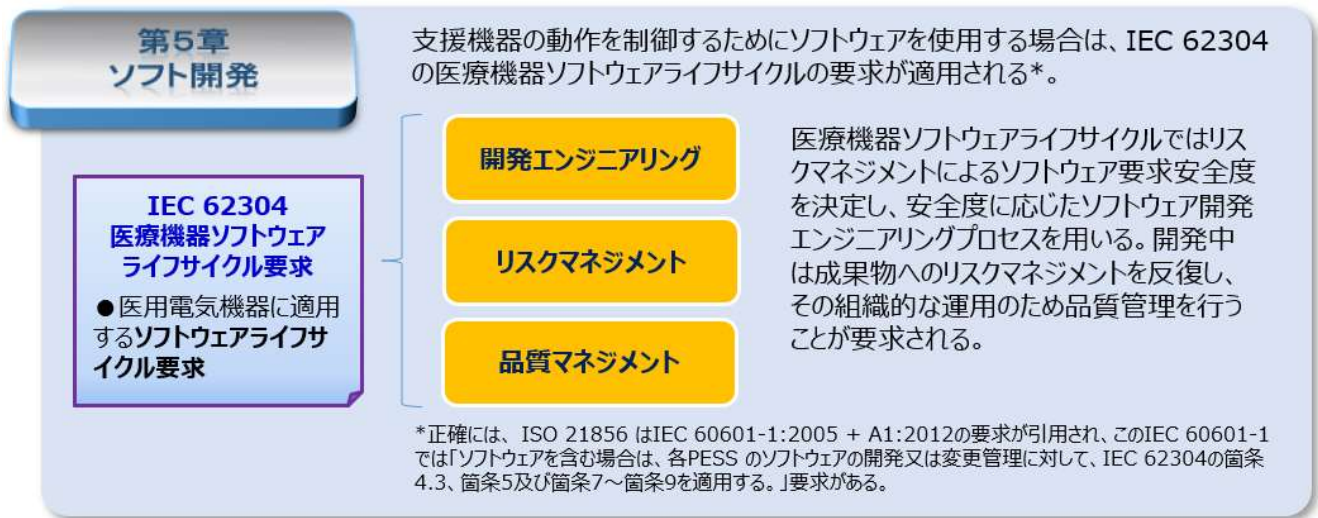 第5章
ソフト開発
支援機器の動作を制御するためにソフトウェアを使用する場合は、IEC 62304
の医療機器ソフトウェアライフサイクルの要求が適用される*。
IEC 62304
医療機器ソフトウェア
ライフサイクル要求
●医用電気機器に適用
するソフトウェアライフサ
イクル要求
開発エンジニアリング
リスクマネジメント
品質マネジメント
医療機器ソフトウェアライフサイクルではリス
クマネジメントによるソフトウェア要求安全度
を決定し、安全度に応じたソフトウェア開発
エンジニアリングプロセスを用いる。開発中
は成果物へのリスクマネジメントを反復し、
その組織的な運用のため品質管理を行う
ことが要求される。
*正確には、ISO 21856 はIEC 60601-1:2005 + A1:2012の要求が引用され、このIEC 60601-1
では「ソフトウェアを含む場合は、各PESS のソフトウェアの開発又は変更管理に対して、IEC 62304の箇条
4.3、箇条5及び箇条7～箇条9を適用する。」要求がある。